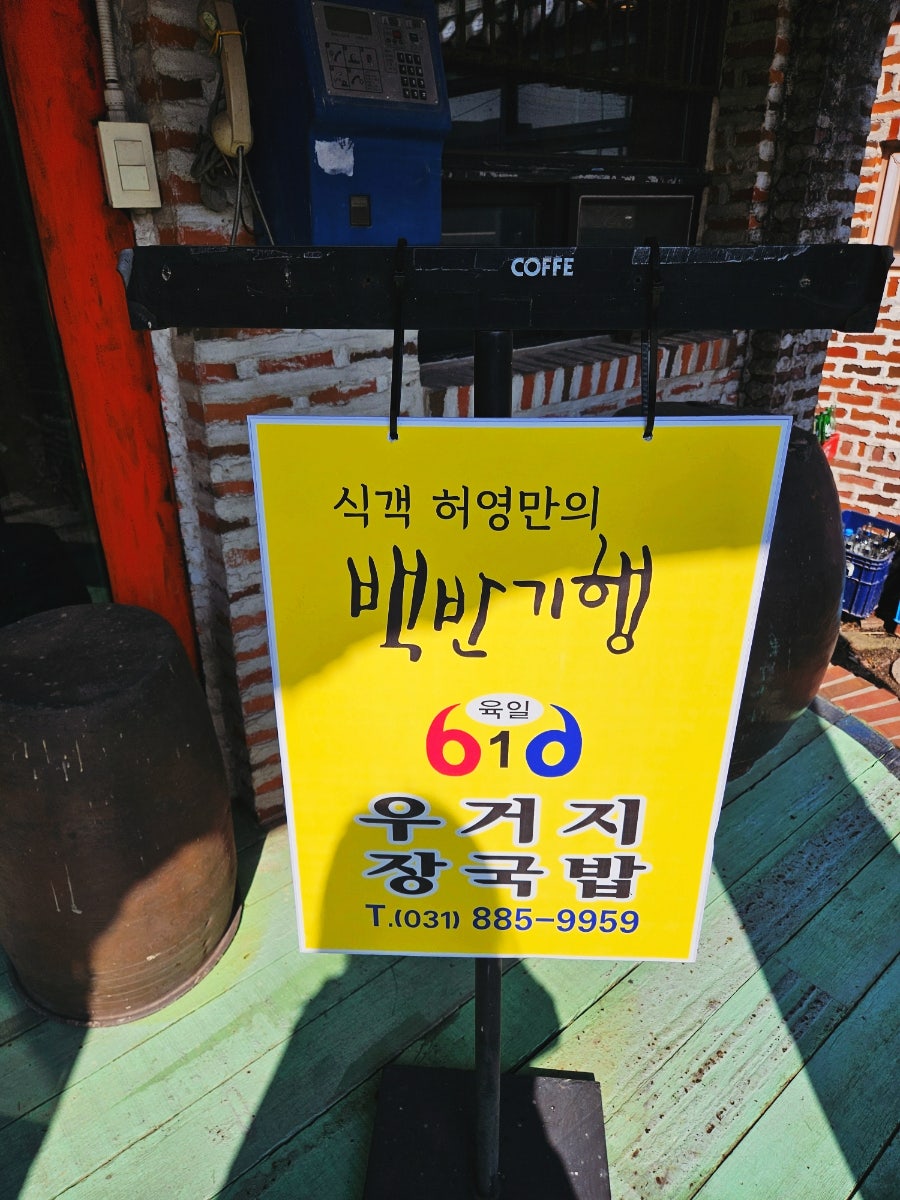 COFFE
식객 허영만의
백반기행
육일
616
우거지
장국밥
T.(031) 885-9959